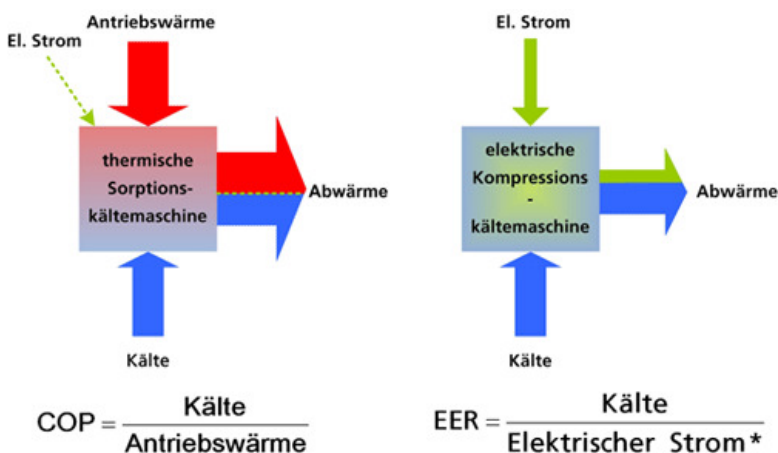 Antriebswärme
El. Strom
thermische
Sorptions-
kältemaschine
Abwärme
Kälte
COP = Kälte / Antriebswärme
El. Strom
elektrische
Kompressions
-
kältemaschine
Abwärme
Kälte
EER = Kälte / Elektrischer Strom*